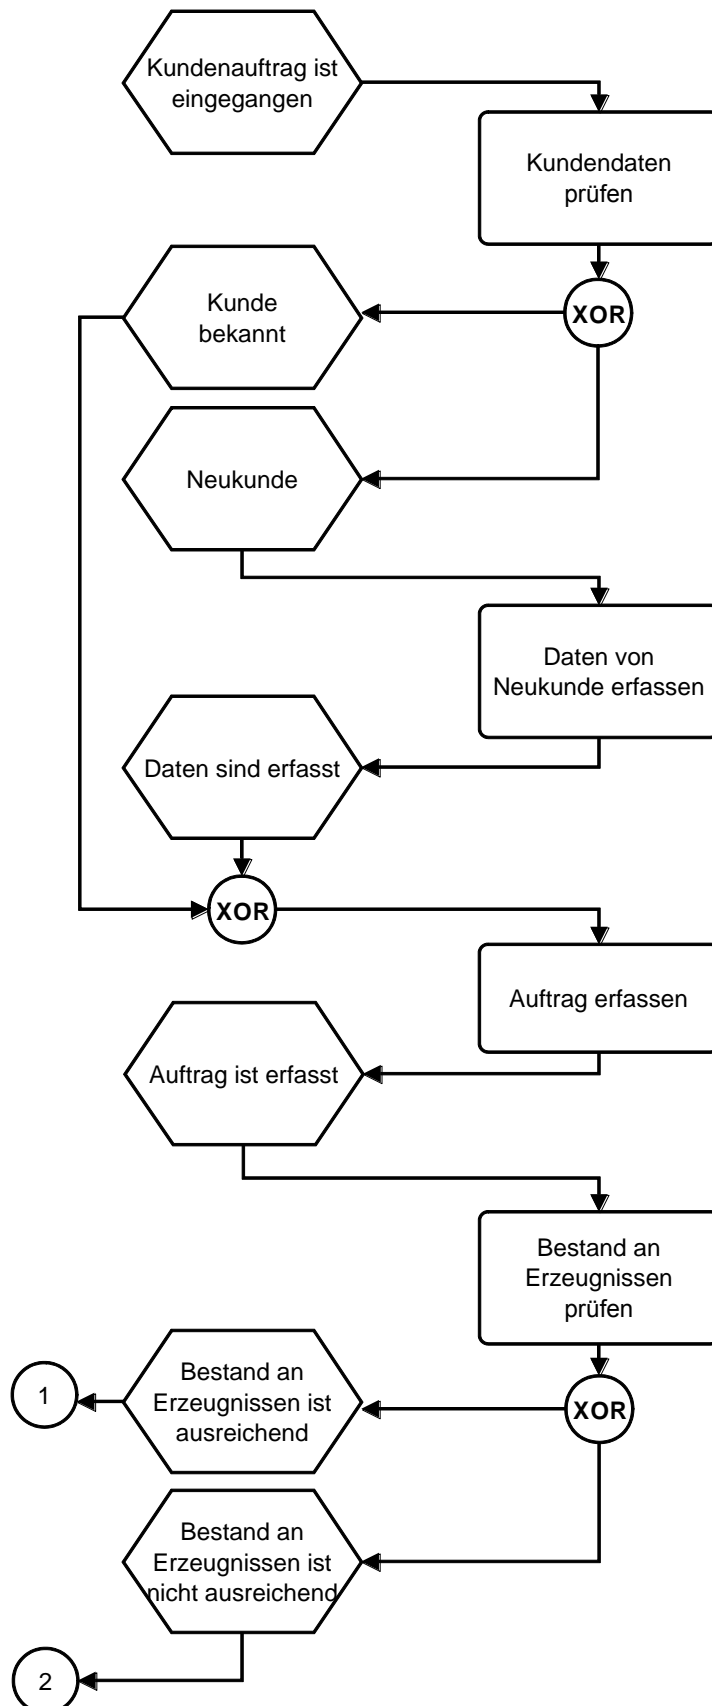 Kundenauftrag ist
eingegangen
Kundendaten
prüfen
Kunde
bekannt
XOR
Neukunde
Daten von
Neukunde erfassen
Daten sind erfasst
XOR
Auftrag erfassen
Auftrag ist erfasst
Bestand an
Erzeugnissen
prüfen
1
Bestand an
Erzeugnissen ist
ausreichend
XOR
Bestand an
Erzeugnissen ist
nicht ausreichend
2